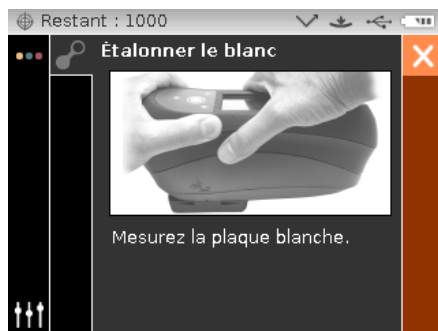 Restant : 1000
Étalonner le blanc
Mesurez la plaque blanche.